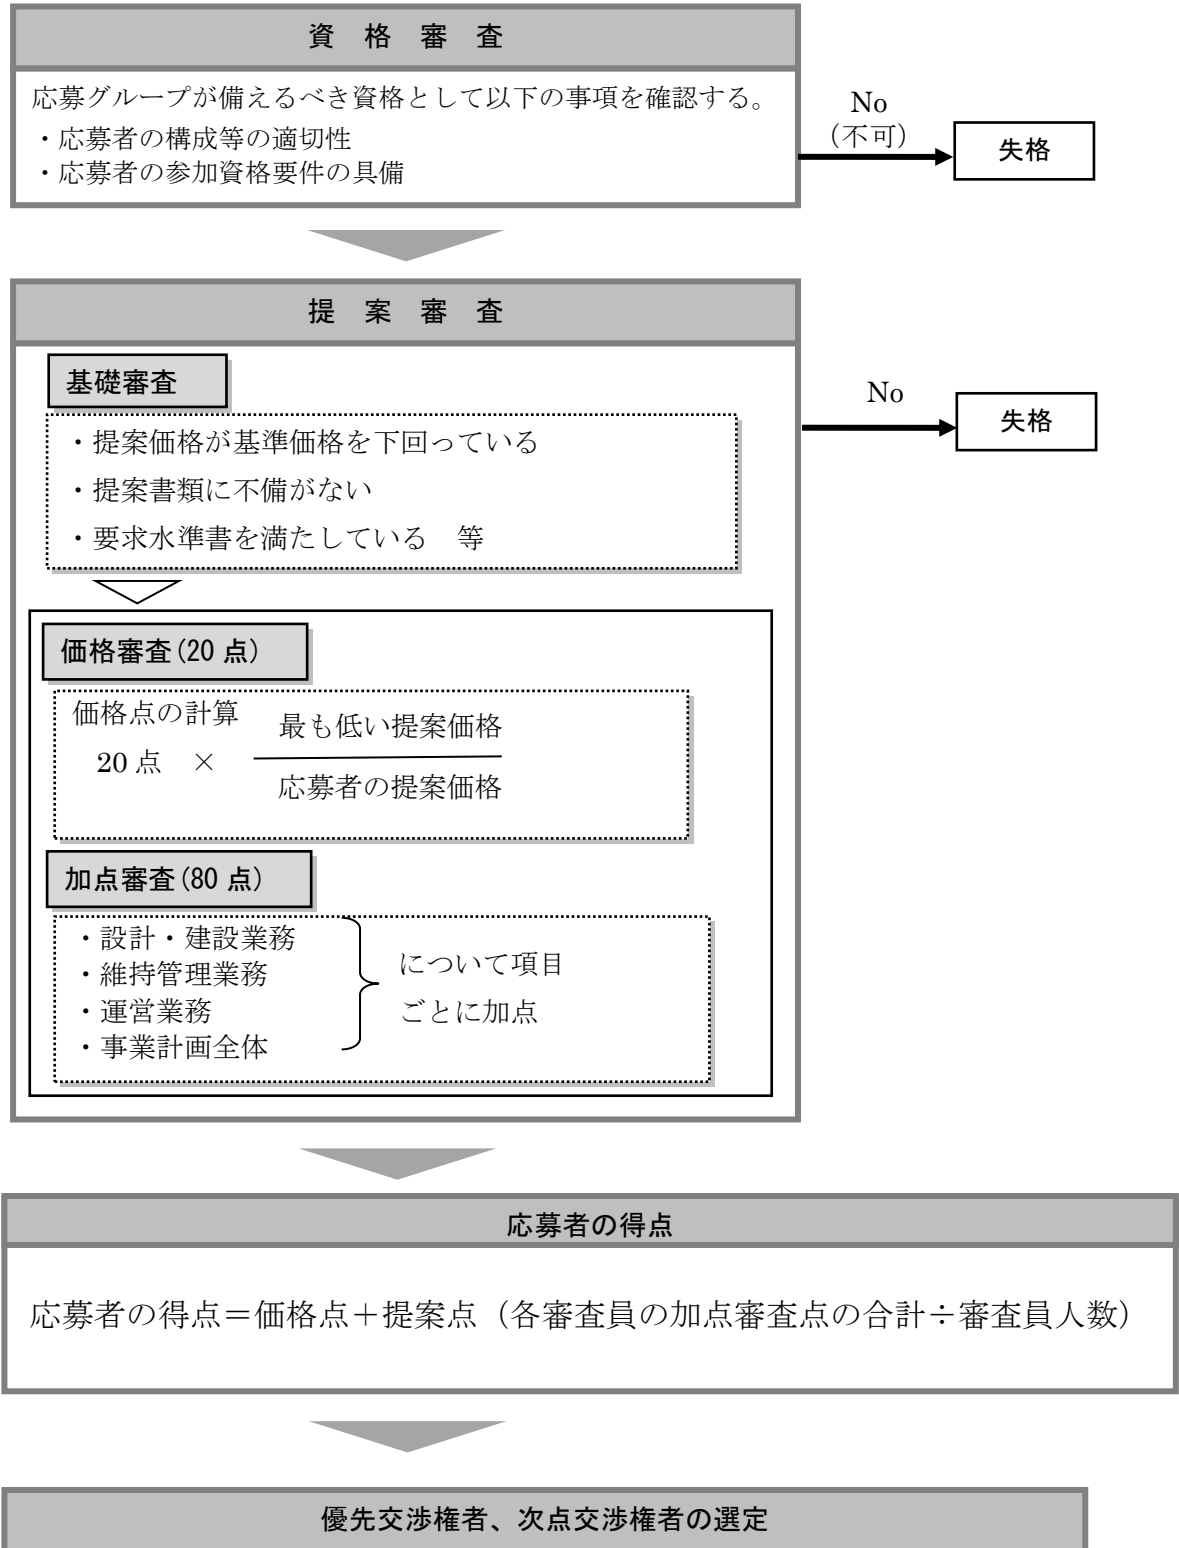 資　格　審　査
応募グループが備えるべき資格として以下の事項を確認する。
・応募者の構成等の適切性
・応募者の参加資格要件の具備
No
（不可）
失格
提　案　審　査
基礎審査
・提案価格が基準価格を下回っている
・提案書類に不備がない
・要求水準書を満たしている　等
No
失格
価格審査(20 点)
価格点の計算
20 点　×
最も低い提案価格
応募者の提案価格
加点審査(80 点)
・設計・建設業務
・維持管理業務
・運営業務
・事業計画全体
について項目
ごとに加点
応募者の得点
応募者の得点＝価格点＋提案点（各審査員の加点審査点の合計÷審査員人数）
優先交渉権者、次点交渉権者の選定